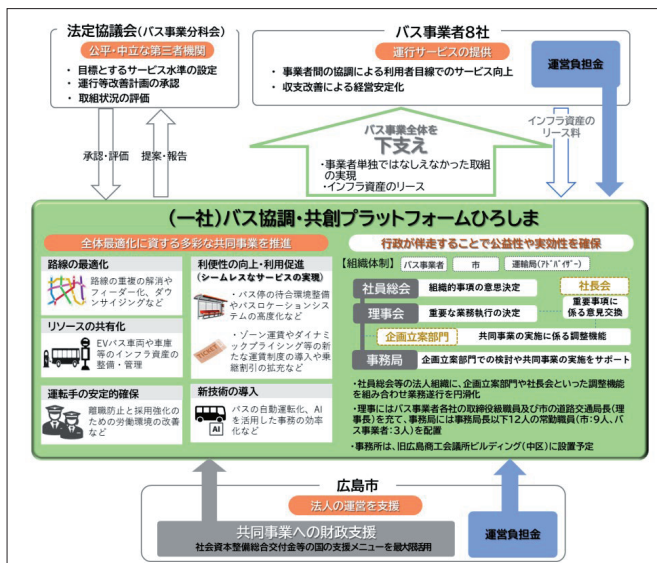 法定協議会(バス事業分科会)
公平・中立な第三者機関
・ 目標とするサービス水準の設定
・ 運行等改善計画の承認
・ 取組状況の評価
バス事業者8社
運行サービスの提供
・ 事業者間の協調による利用者目線でのサービス向上
・ 収支改善による経営安定化
運営負担金
承認・評価
提案・報告
バス事業全体を
下支え
・事業者単独ではなしえなかった取組
の実現
・インフラ資産のリース
インフラ資産の
リース料
(一社)バス協調・共創プラットフォームひろしま
全体最適化に資する多彩な共同事業を推進
路線の最適化
路線の重複の解消や
フィーダー化、ダウ
ンサイジングなど
リソースの共有化
EVバス車両や車庫
等のインフラ資産の
整備・管理
運転手の安定的確保
離職防止と採用強化の
ための労働環境の改善
など
利便性の向上・利用促進
(シームレスなサービスの実現)
・バス停の待合環境整備
やバスロケーションシステ
ムの高度化など
・ゾーン運賃やダイナミ
ックプライシング等の新
たな運賃制度の導入や乗
継割引の拡充など
TICKET
新技術の導入
バスの自動運転化、AI
を活用した事務の効率
化など
AI
行政が伴走することで公益性や実効性を確保
【組織体制】
バス事業者
市
運輸局(アドバイザー)
社員総会
組織的事項の意思決定
理事会
重要な業務執行の決定
社長会
重要事項に
係る意見交換
企画立案部門
共同事業の実施に係る調整機能
事務局
企画立案部門での検討や共同事業の実施をサポート
・社員総会等の法人組織に、企画立案部門や社長会といった調整機能
を組み合わせ業務遂行を円滑化
・理事にはバス事業者各社の取締役級職員及び市の道路交通局長(理
事長)を充て、事務局には事務局長以下12人の常勤職員(市:9人、バ
ス事業者:3人)を配置
・事務所は、旧広島商工会議所ビルディング(中区)に設置予定
広島市
法人の運営を支援
共同事業への財政支援
社会資本整備総合交付金等の国の支援メニューを最大限活用
運営負担金